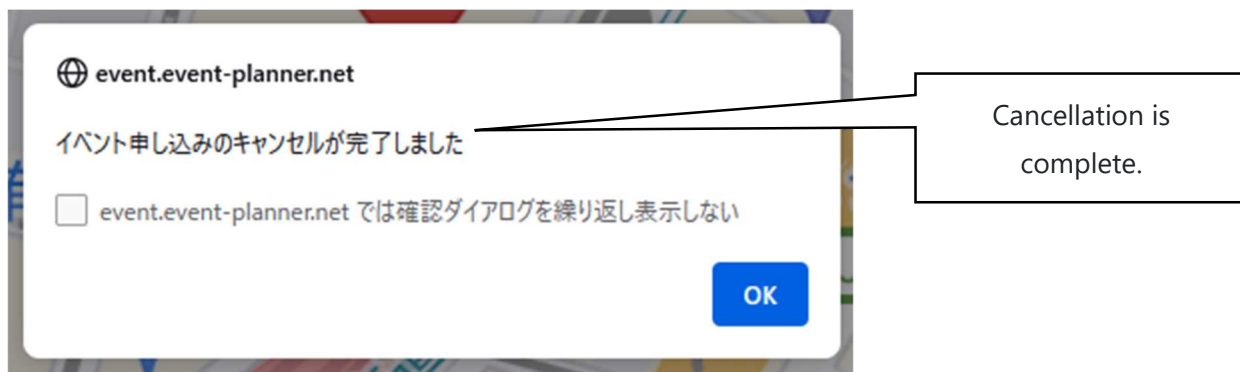 event.event-planner.net
イベント申し込みのキャンセルが完了しました
event.event-planner.net では確認ダイアログを繰り返し表示しない
OK
Cancellation is
complete.